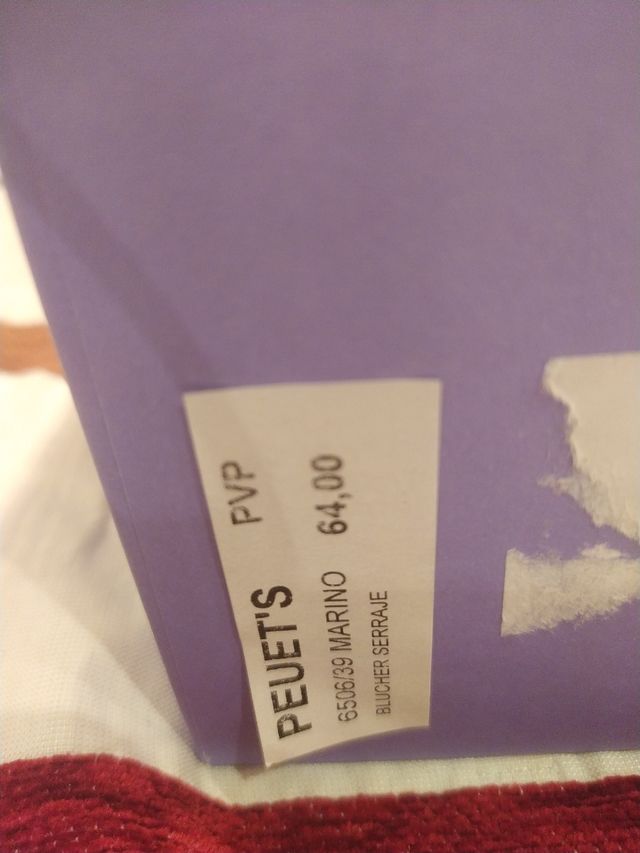 PEUET'S PVP
6506/39 MARINO 64,00
BLUCHER SERRAJE